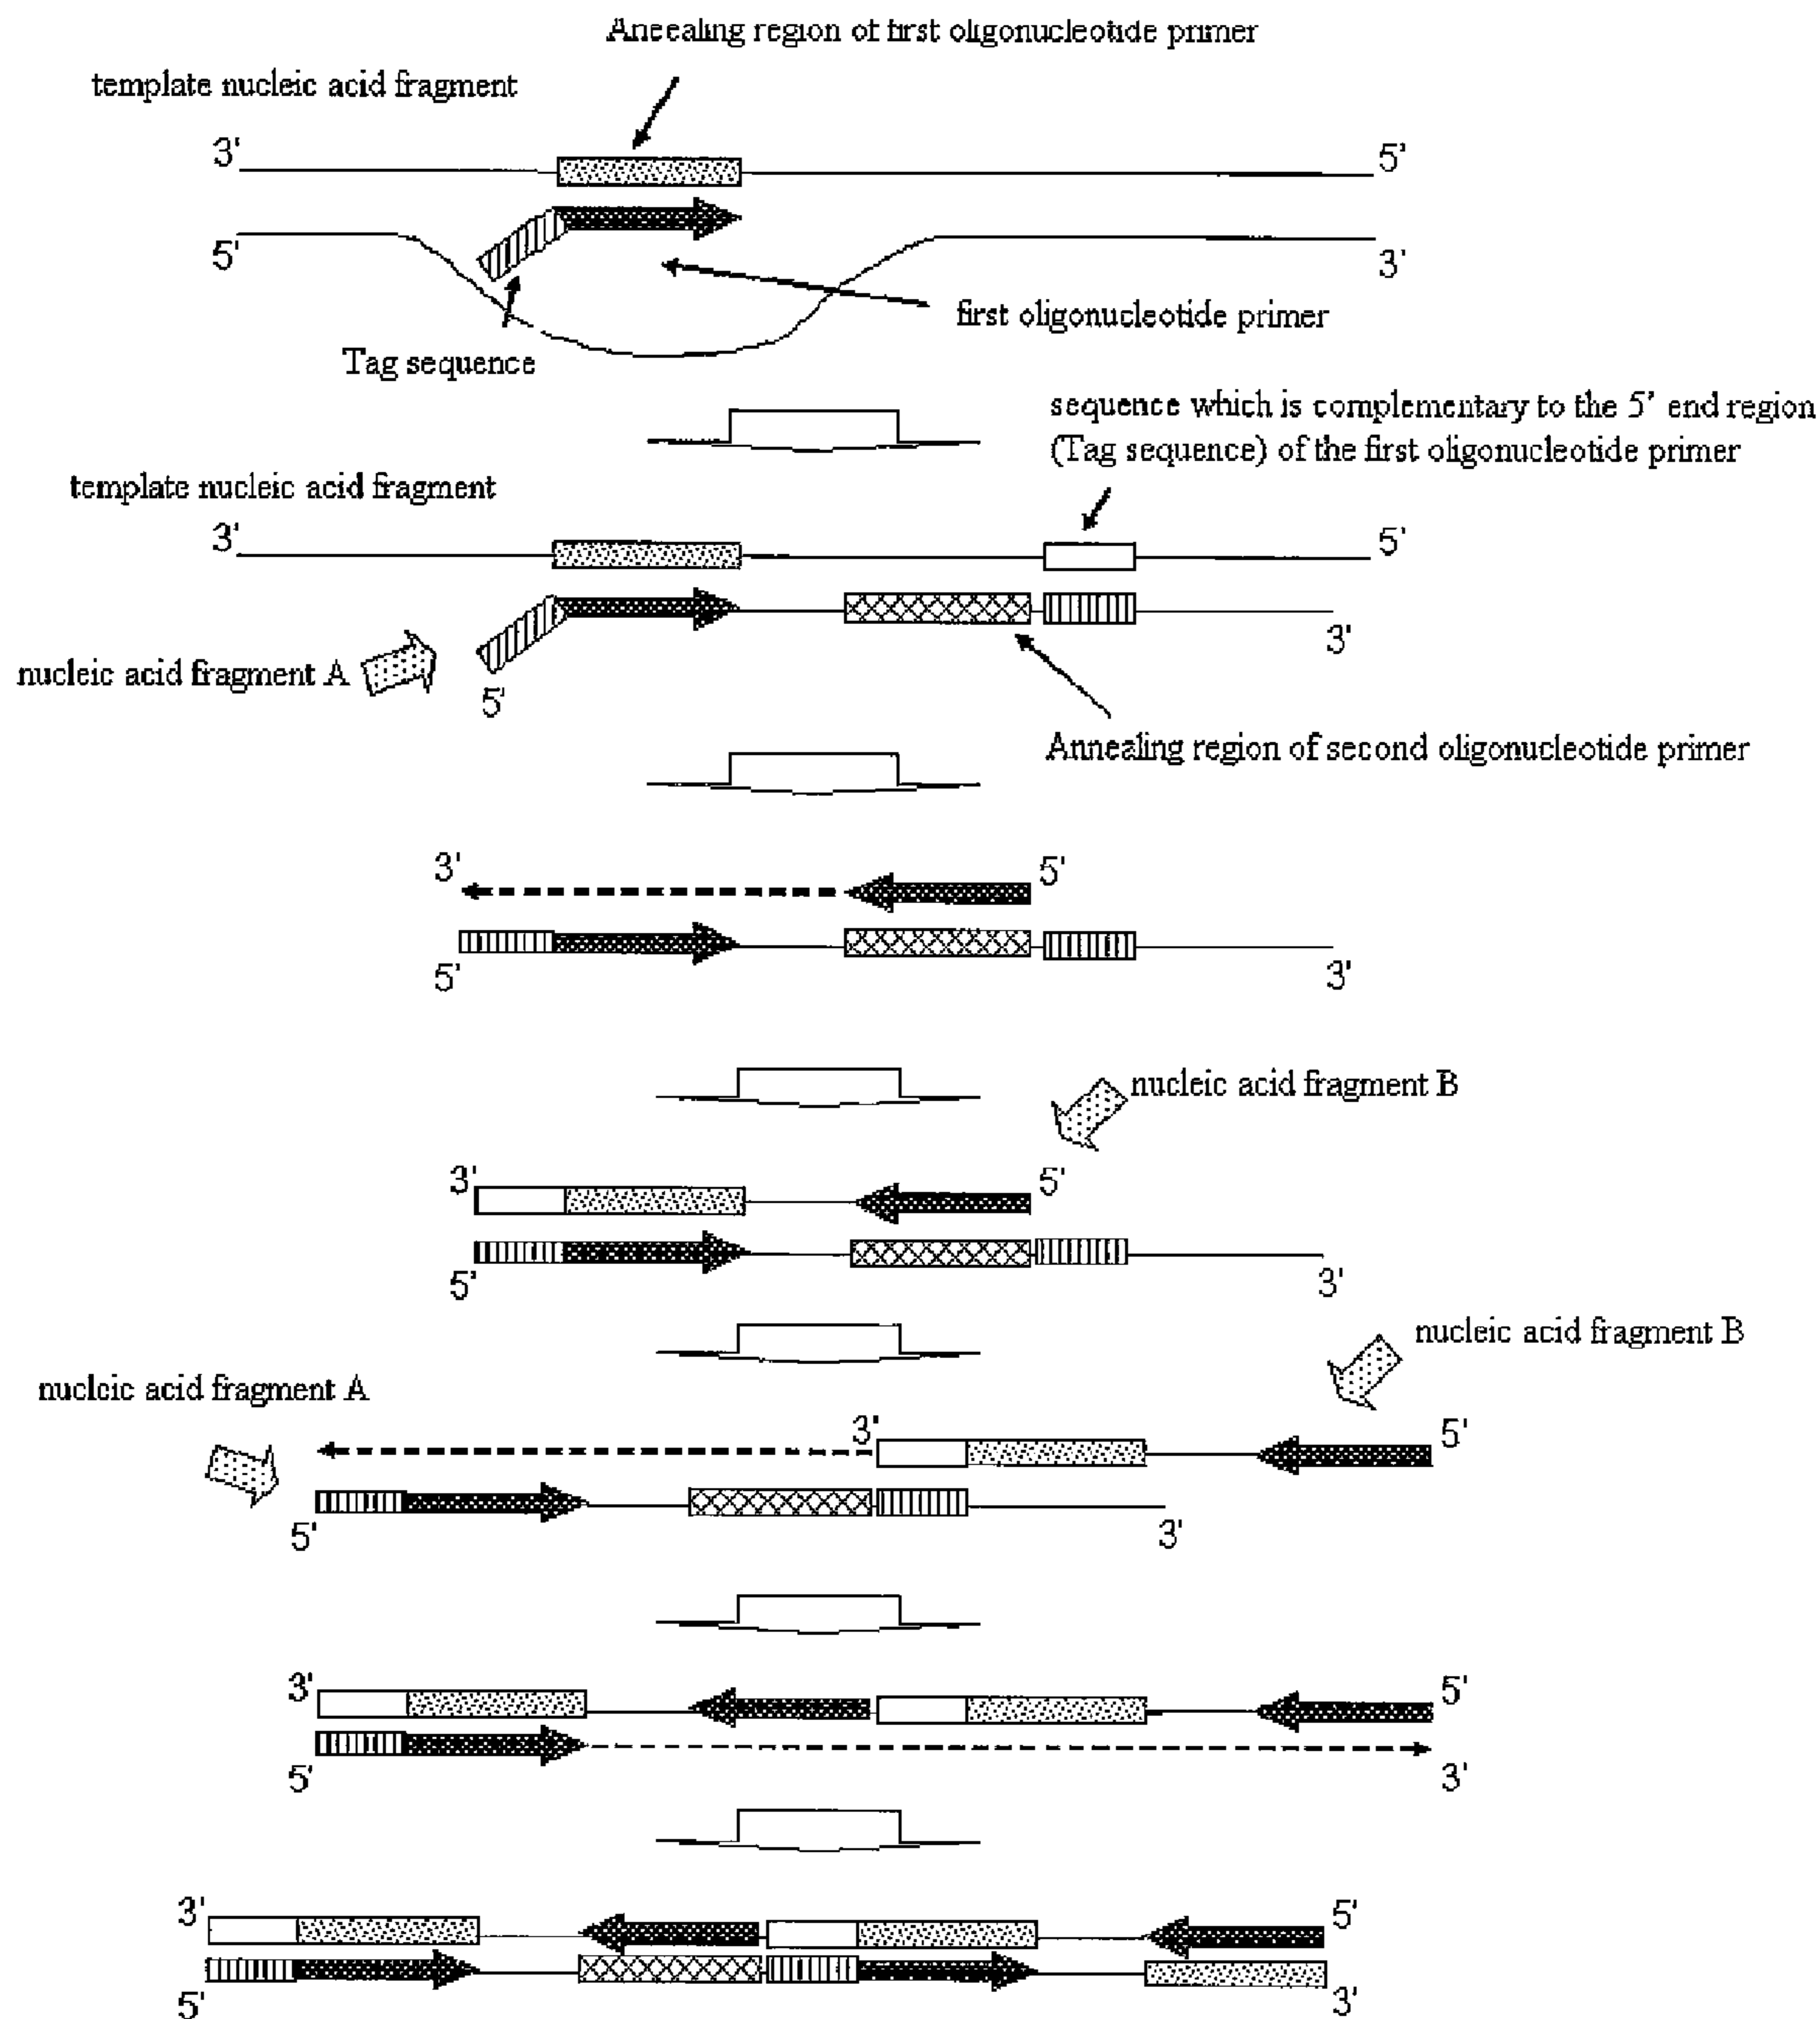 Aneealing region of first oligonucleotide primer
template nucleic acid fragment
3'
5'
5'
3'
first oligonucleotide primer
Tag sequence
sequence which is complementary to the 5' end region
(Tag sequence) of the first oligonucleotide primer
template nucleic acid fragment
3'
5'
3'
nucleic acid fragment A
5'
Annealing region of second oligonucleotide primer
3'
5'
5'
3'
nucleic acid fragment B
3'
5'
5'
3'
nucleic acid fragment B
nucleic acid fragment A
3'
5'
5'
3'
3'
5'
5'
3'
3'
5'
5'
3'